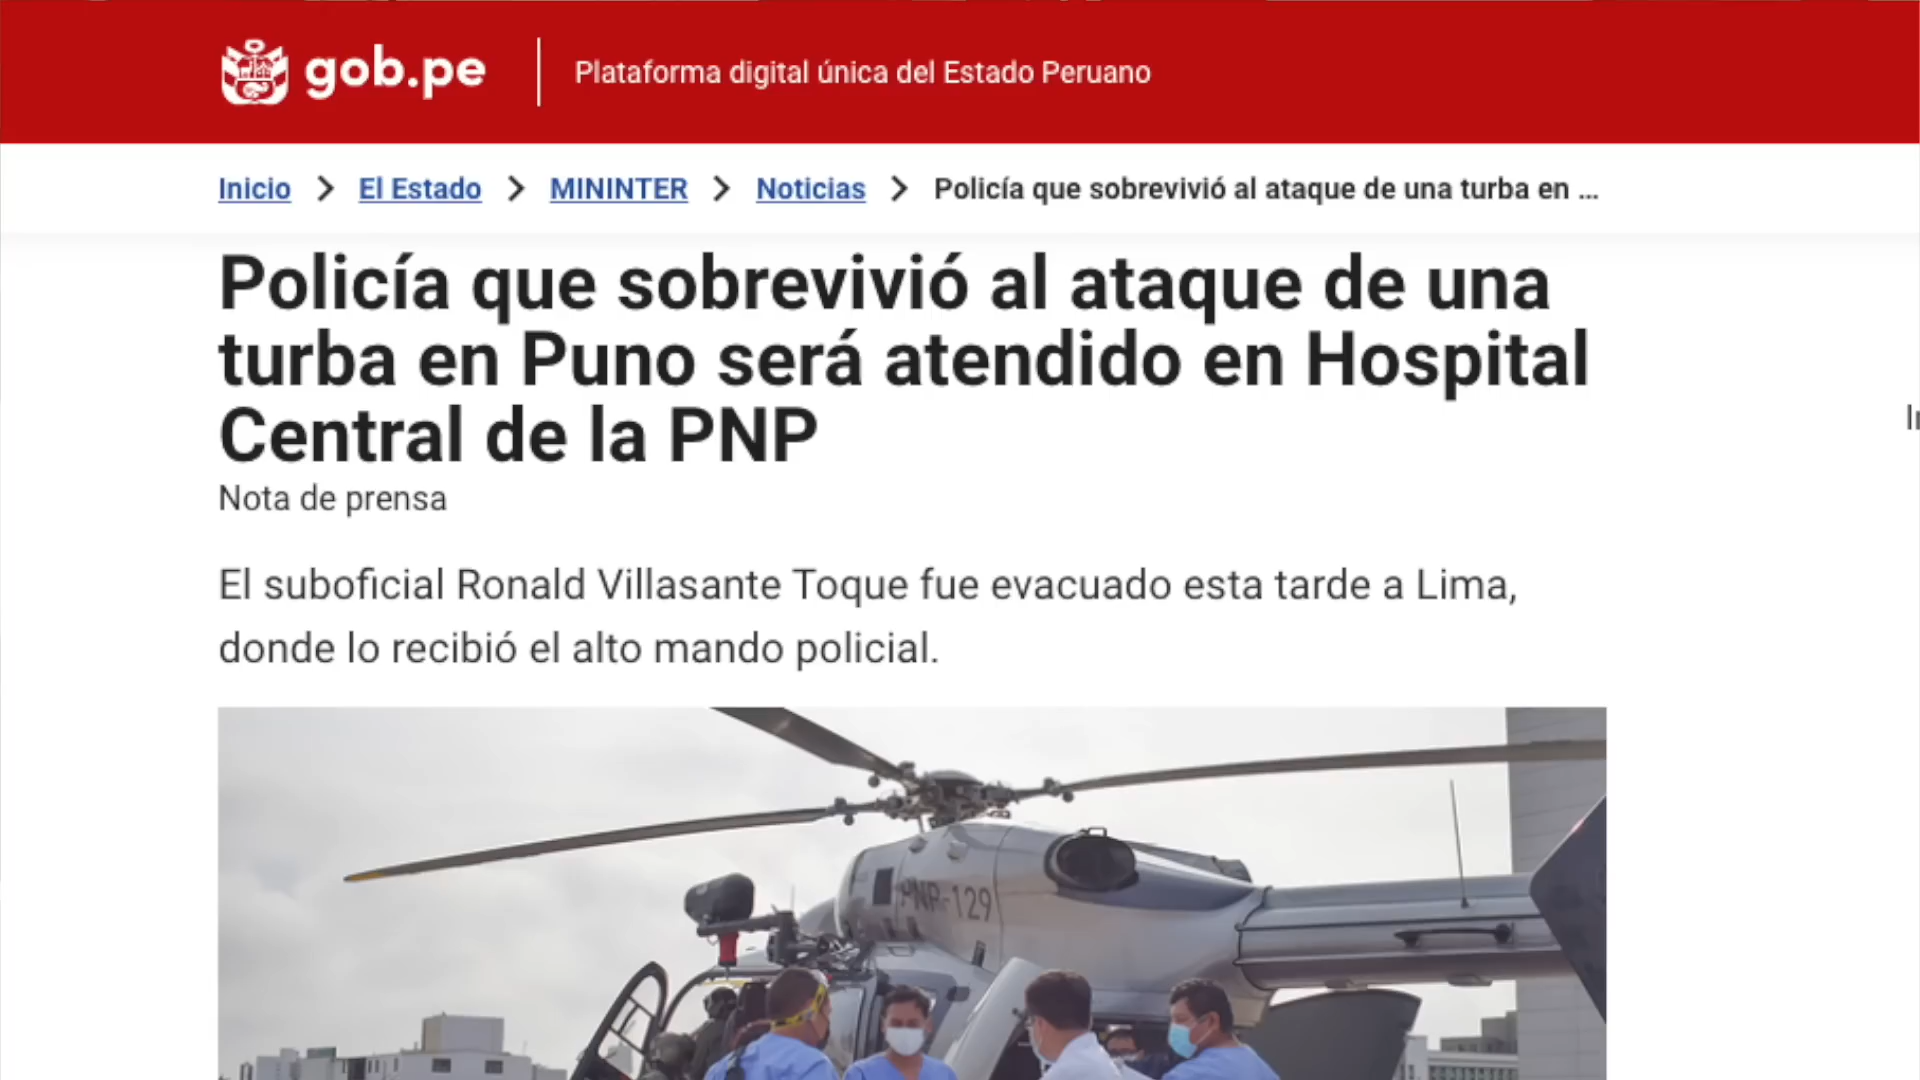 gob.pe
Plataforma digital única del Estado Peruano
Inicio > El Estado > MININTER > Noticias > Policía que sobrevivió al ataque de una turba en ...
Policía que sobrevivió al ataque de una
turba en Puno será atendido en Hospital
Central de la PNP
Nota de prensa
El suboficial Ronald Villasante Toque fue evacuado esta tarde a Lima,
donde lo recibió el alto mando policial.
PNP-129